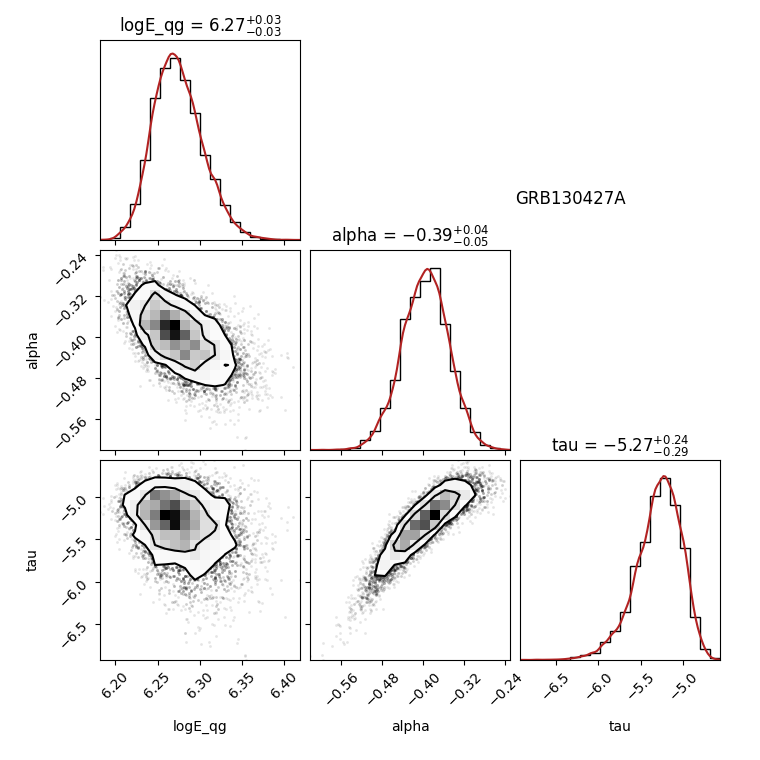 logE_qg = 6.27+0.03−0.03
GRB130427A
alpha = −0.39+0.04−0.05
−0.24
−0.32
−0.40
−0.48
−0.56
alpha
tau = −5.27+0.24−0.29
−5.0
−5.5
−6.0
−6.5
tau
6.20 6.25 6.30 6.35 6.40 −0.56 −0.48 −0.40 −0.32 −0.24 −6.5 −6.0 −5.5 −5.0
logE_qg alpha tau